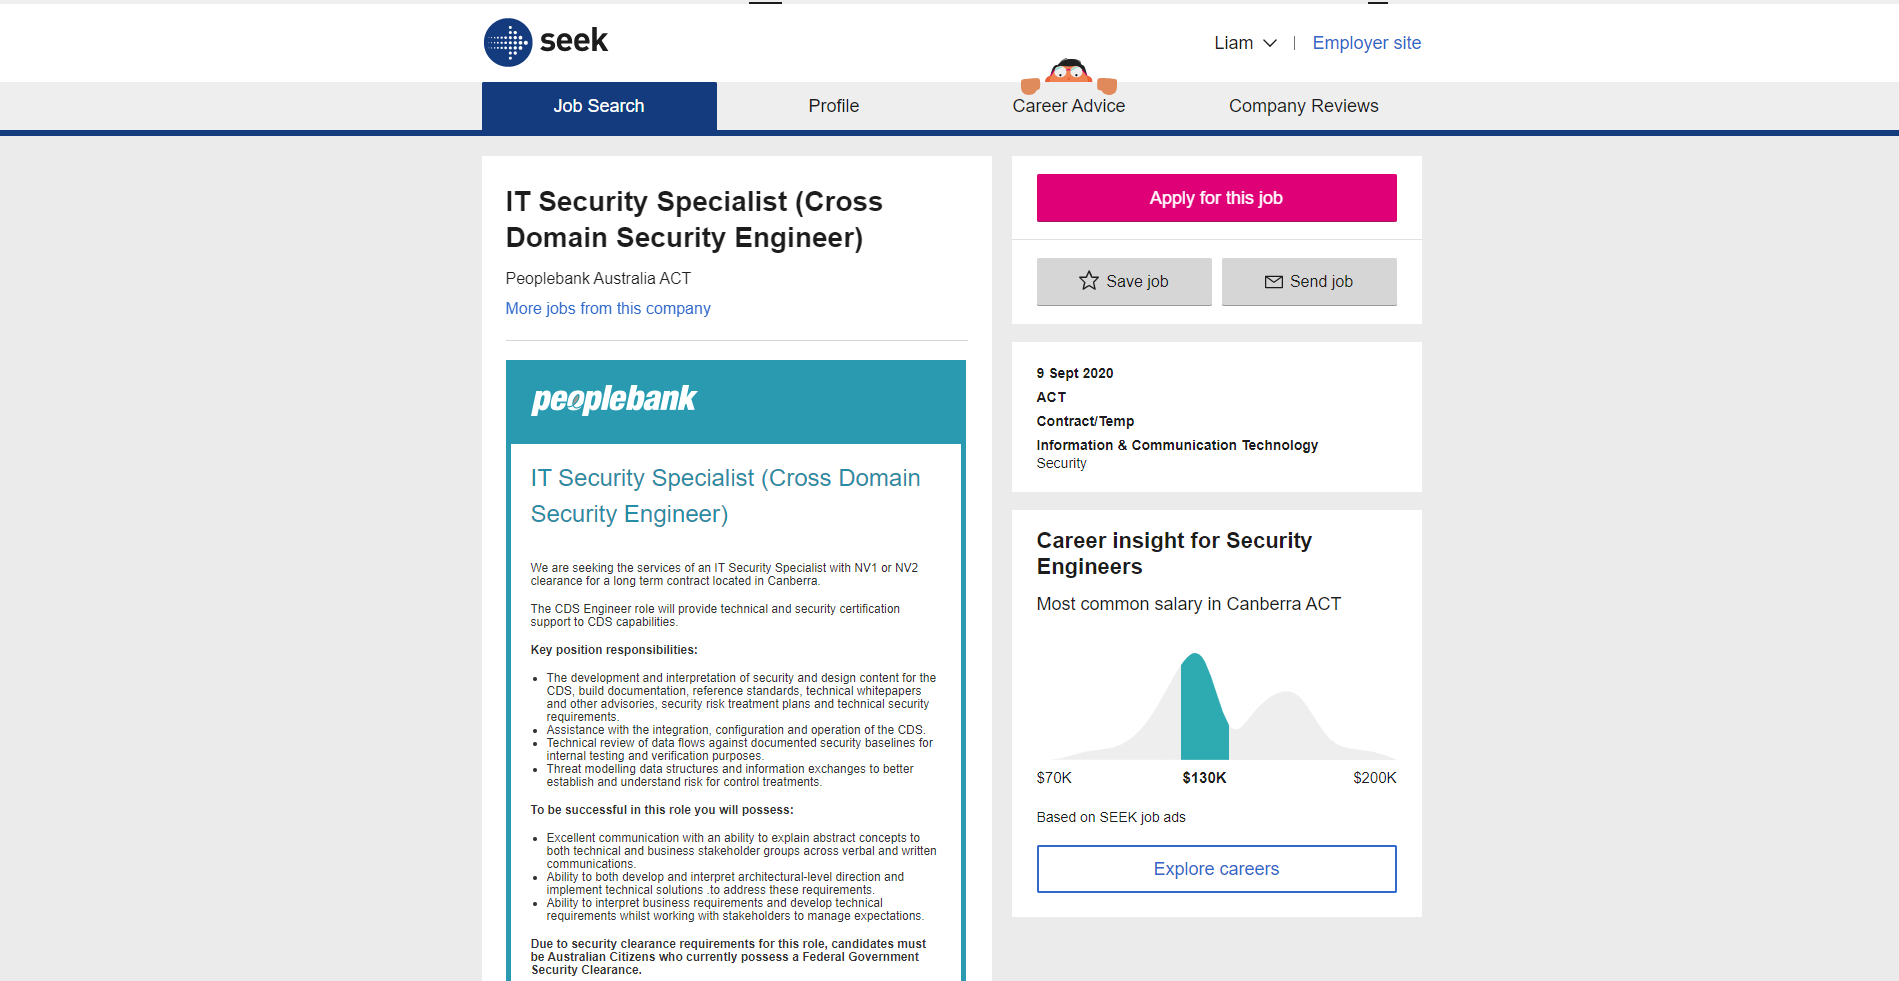 seek
Liam
Employer site
Job Search
Profile
Career Advice
Company Reviews
IT Security Specialist (Cross
Domain Security Engineer)
Peoplebank Australia ACT
More jobs from this company
peoplebank
IT Security Specialist (Cross Domain
Security Engineer)
We are seeking the services of an IT Security Specialist with NV1 or NV2
clearance for a long term contract located in Canberra.
The CDS Engineer role will provide technical and security certification
support to CDS capabilities.
Key position responsibilities:
The development and interpretation of security and design content for the
CDS, build documentation, reference standards, technical whitepapers
and other advisories, security risk treatment plans and technical security
requirements.
Assistance with the integration, configuration and operation of the CDS.
Technical review of data flows against documented security baselines for
internal testing and verification purposes.
Threat modelling data structures and information exchanges to better
establish and understand risk for control treatments.
To be successful in this role you will possess:
Excellent communication with an ability to explain abstract concepts to
both technical and business stakeholder groups across verbal and written
communications.
Ability to both develop and interpret architectural-level direction and
implement technical solutions .to address these requirements.
Ability to interpret business requirements and develop technical
requirements whilst working with stakeholders to manage expectations.
Due to security clearance requirements for this role, candidates must
be Australian Citizens who currently possess a Federal Government
Security Clearance.
Apply for this job
Save job
Send job
9 Sept 2020
ACT
Contract/Temp
Information & Communication Technology
Security
Career insight for Security
Engineers
Most common salary in Canberra ACT
$70K
$130K
$200K
Based on SEEK job ads
Explore careers